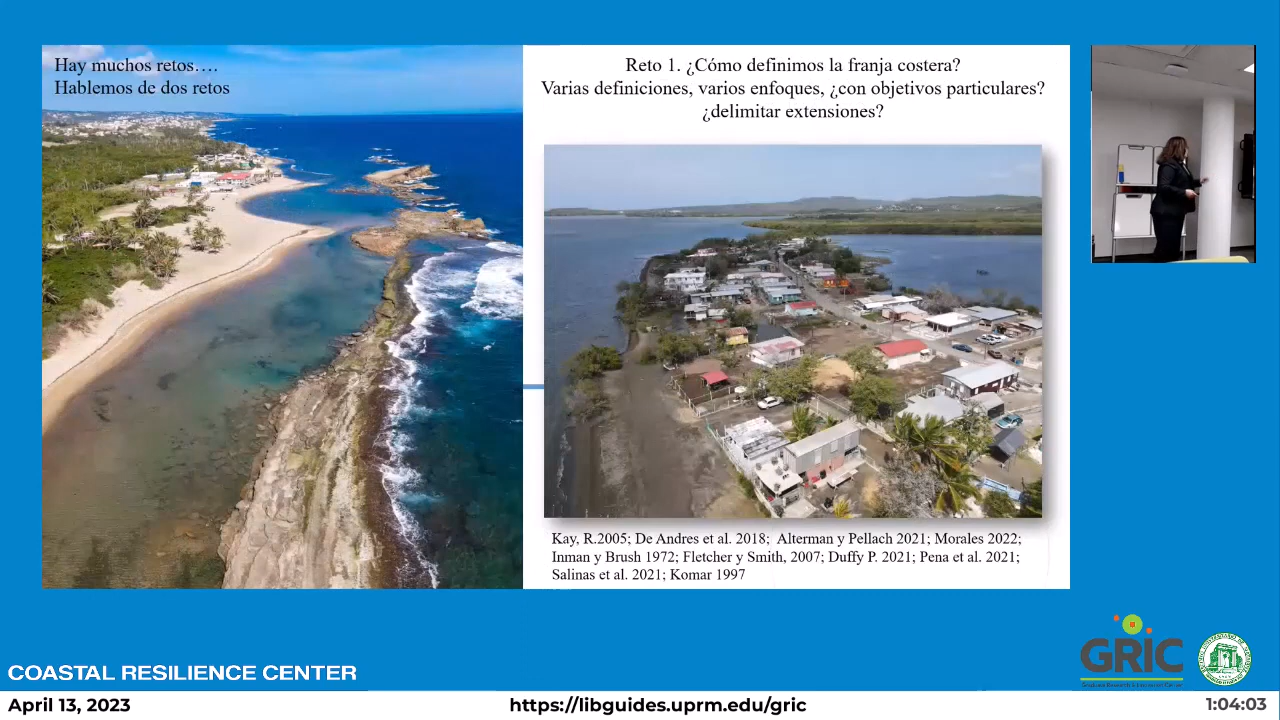 Hay muchos retos….
Hablemos de dos retos
Reto 1. ¿Cómo definimos la franja costera?
Varias definiciones, varios enfoques, ¿con objetivos particulares?
¿delimitar extensiones?
Kay, R.2005; De Andres et al. 2018; Alterman y Pellach 2021; Morales 2022;
Inman y Brush 1972; Fletcher y Smith, 2007; Duffy P. 2021; Pena et al. 2021;
Salinas et al. 2021; Komar 1997
GRIC
COASTAL RESILIENCE CENTER
April 13, 2023
https://libguides.uprm.edu/gric
1:04:03